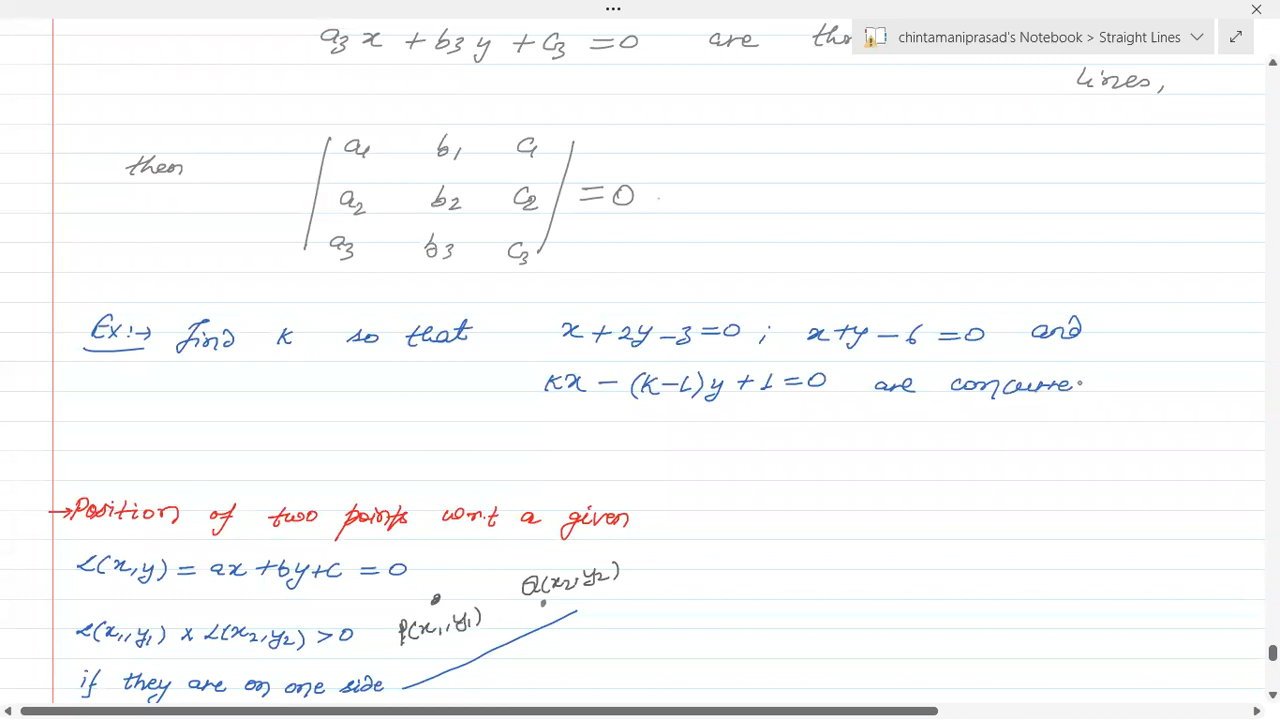 ...
chintamaniprasad's Notebook > Straight Lines
a3 x + b3 y + c3 = 0 are
lines,
then | a1 b1 c1 |
| a2 b2 c2 | = 0
| a3 b3 c3 |
Ex:→ Find K so that x + 2y - 3 = 0 ; x + y - 6 = 0 and
Kx - (K-1)y + 1 = 0 are concurre
→ Position of two points w.r.t a given
L(x,y) = ax + by + c = 0
Q(x2, y2)
P(x1, y1)
L(x1, y1) x L(x2, y2) > 0
if they are on one side